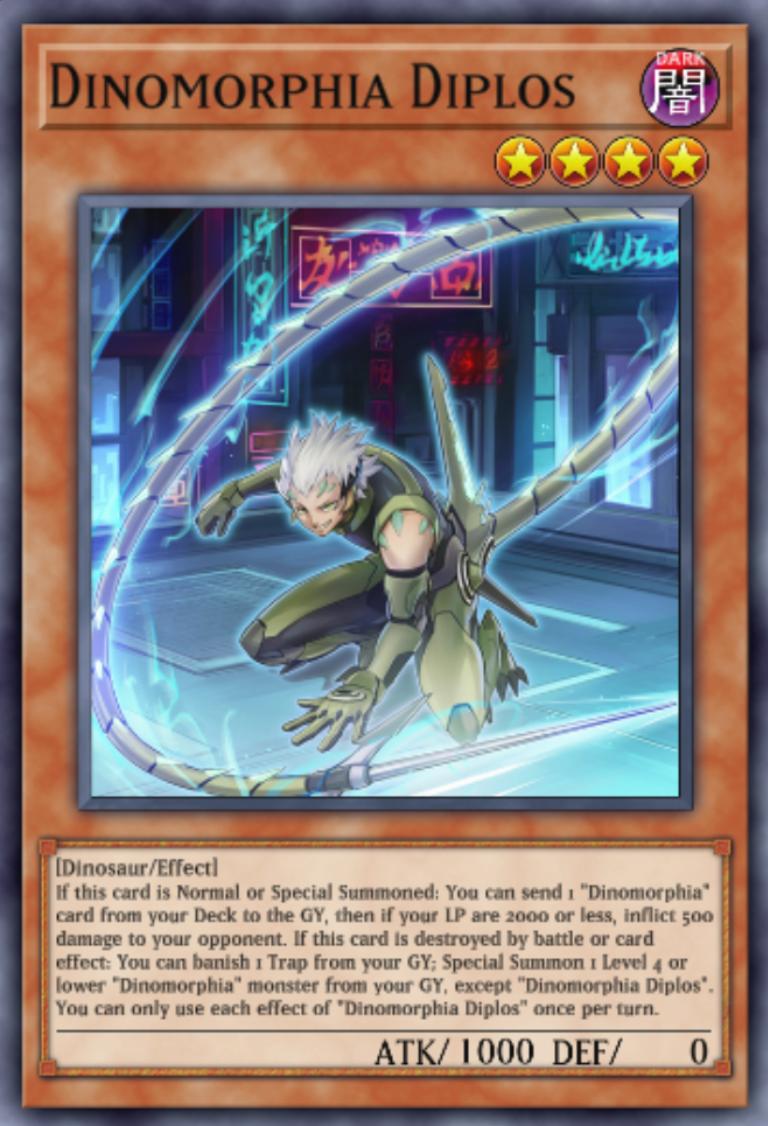 DINOMORPHIA DIPLOS
DARK
闇
[Dinosaur/Effect]
If this card is Normal or Special Summoned: You can send 1 "Dinomorphia"
card from your Deck to the GY, then if your LP are 2000 or less, inflict 500
damage to your opponent. If this card is destroyed by battle or card
effect: You can banish 1 Trap from your GY; Special Summon 1 Level 4 or
lower "Dinomorphia" monster from your GY, except "Dinomorphia Diplos".
You can only use each effect of "Dinomorphia Diplos" once per turn.
ATK/ 1000 DEF/ 0